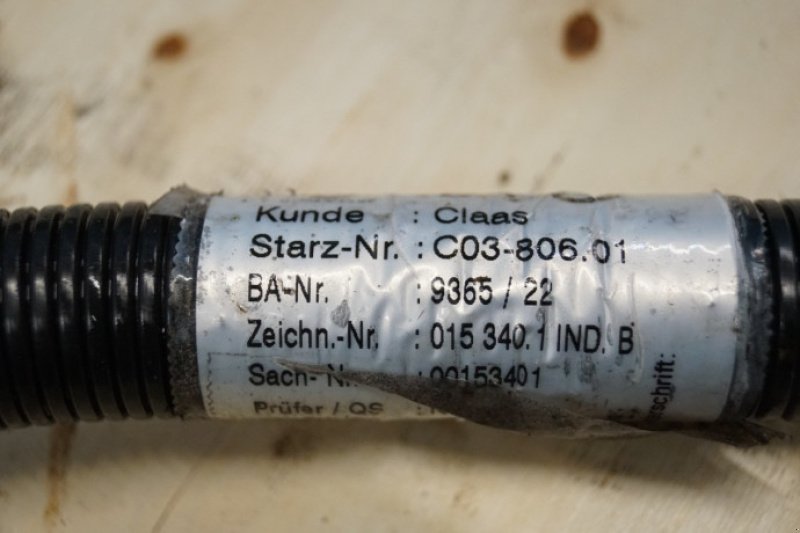 Kunde : Claas
Starz-Nr. : C03-806.01
BA-Nr. : 9365 / 22
Zeichn.-Nr. : 015 340.1 IND. B
Sach- : 00153401
Prüfer / QS :